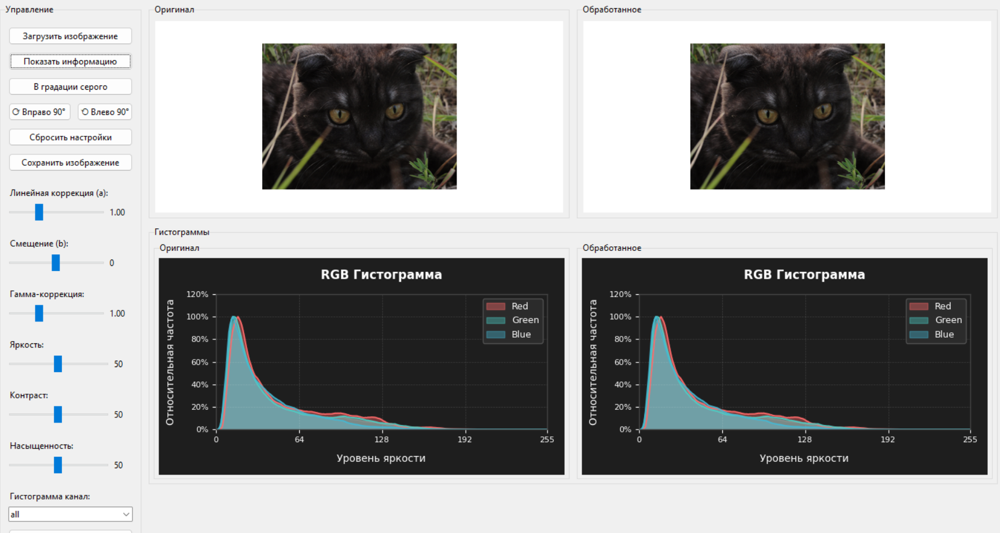 Управление
Загрузить изображение
Показать информацию
В градации серого
Вправо 90°
Влево 90°
Сбросить настройки
Сохранить изображение
Линейная коррекция (a):
1.00
Смещение (b):
0
Гамма-коррекция:
1.00
Яркость:
50
Контраст:
50
Насыщенность:
50
Гистограмма канал:
all
Оригинал
Обработанное
Гистограммы
Оригинал
RGB Гистограмма
Относительная частота
120%
100%
80%
60%
40%
20%
0%
0 64 128 192 255
Уровень яркости
Red
Green
Blue
Обработанное
RGB Гистограмма
Относительная частота
120%
100%
80%
60%
40%
20%
0%
0 64 128 192 255
Уровень яркости
Red
Green
Blue